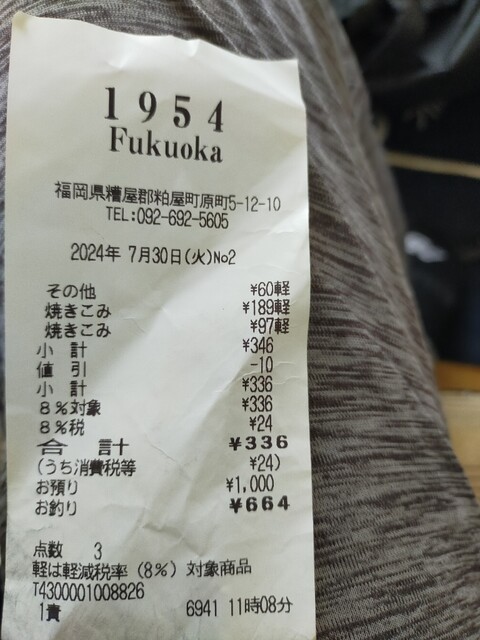 1954
Fukuoka
福岡県糟屋郡粕屋町原町5-12-10
TEL:092-692-5605
2024年 7月30日(火)No2
その他 ¥60軽
焼きこみ ¥189軽
焼きこみ ¥97軽
小 計 ¥346
値 引 -10
小 計 ¥336
8%対象 ¥336
8%税 ¥24
合 計 ¥336
(うち消費税等 ¥24)
お預り ¥1,000
お釣り ¥664
点数 3
軽は軽減税率(8%)対象商品
T4300001008826
1責 6941 11時08分